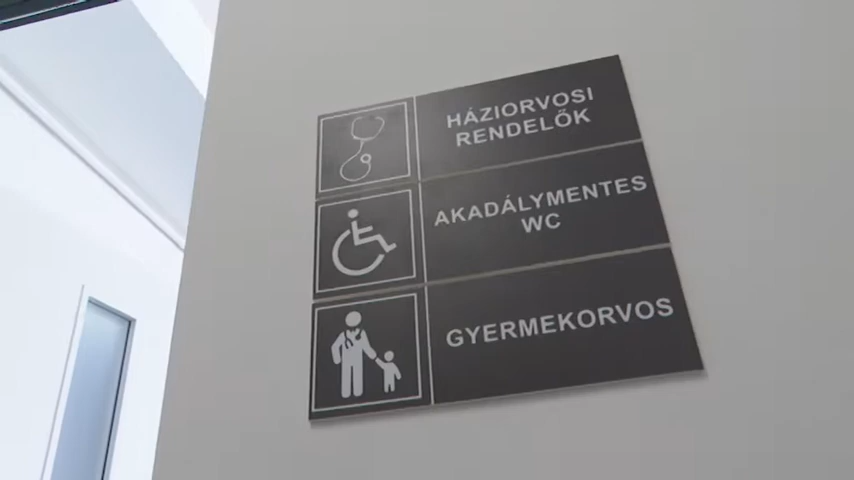 HÁZIORVOSI
RENDELŐK
AKADÁLYMENTES
WC
GYERMEKORVOS